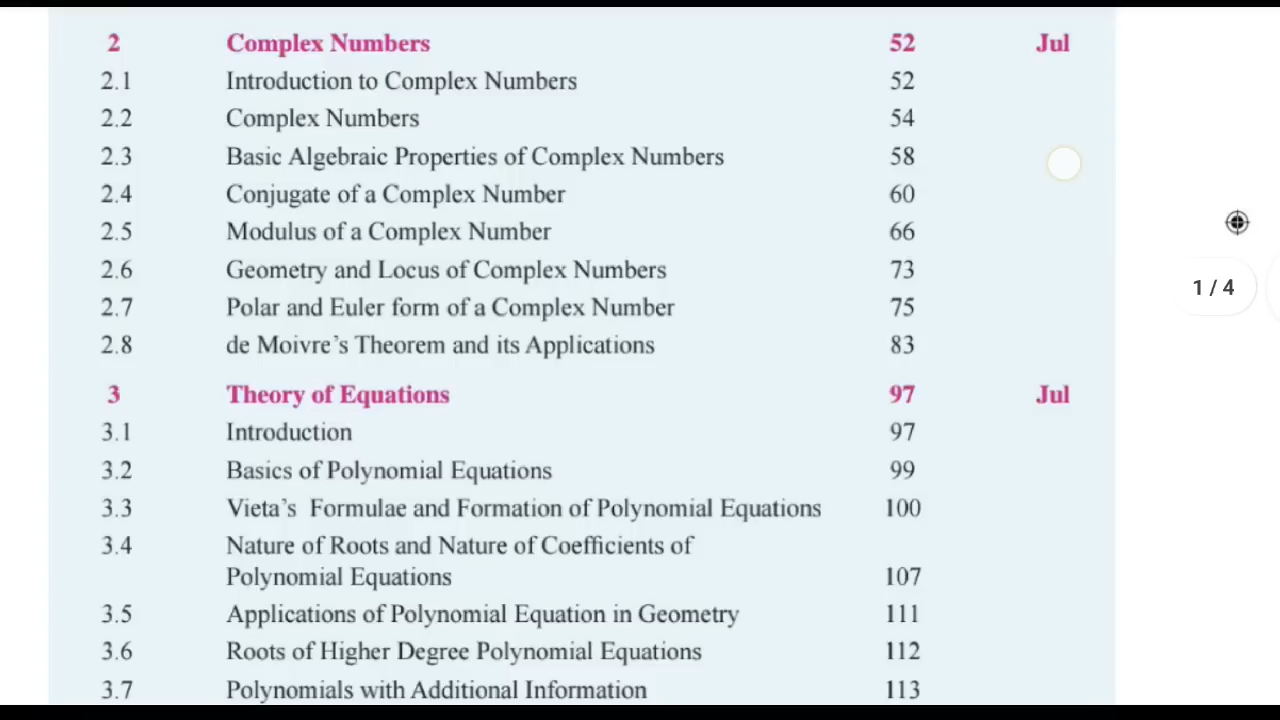 2 Complex Numbers 52 Jul
2.1 Introduction to Complex Numbers 52
2.2 Complex Numbers 54
2.3 Basic Algebraic Properties of Complex Numbers 58
2.4 Conjugate of a Complex Number 60
2.5 Modulus of a Complex Number 66
2.6 Geometry and Locus of Complex Numbers 73
2.7 Polar and Euler form of a Complex Number 75
2.8 de Moivre's Theorem and its Applications 83
3 Theory of Equations 97 Jul
3.1 Introduction 97
3.2 Basics of Polynomial Equations 99
3.3 Vieta's Formulae and Formation of Polynomial Equations 100
3.4 Nature of Roots and Nature of Coefficients of
Polynomial Equations 107
3.5 Applications of Polynomial Equation in Geometry 111
3.6 Roots of Higher Degree Polynomial Equations 112
3.7 Polynomials with Additional Information 113
1 / 4